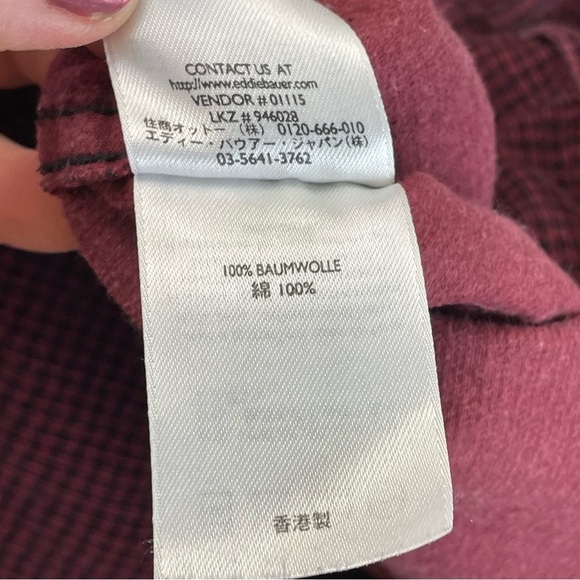 CONTACT US AT
http://www.eddiebauer.com
VENDOR # 01115
LKZ # 946028
住商オットー (株) 0120-666-010
エディー・バウアー・ジャパン(株)
03-5641-3762
100% BAUMWOLLE
綿 100%
香港製